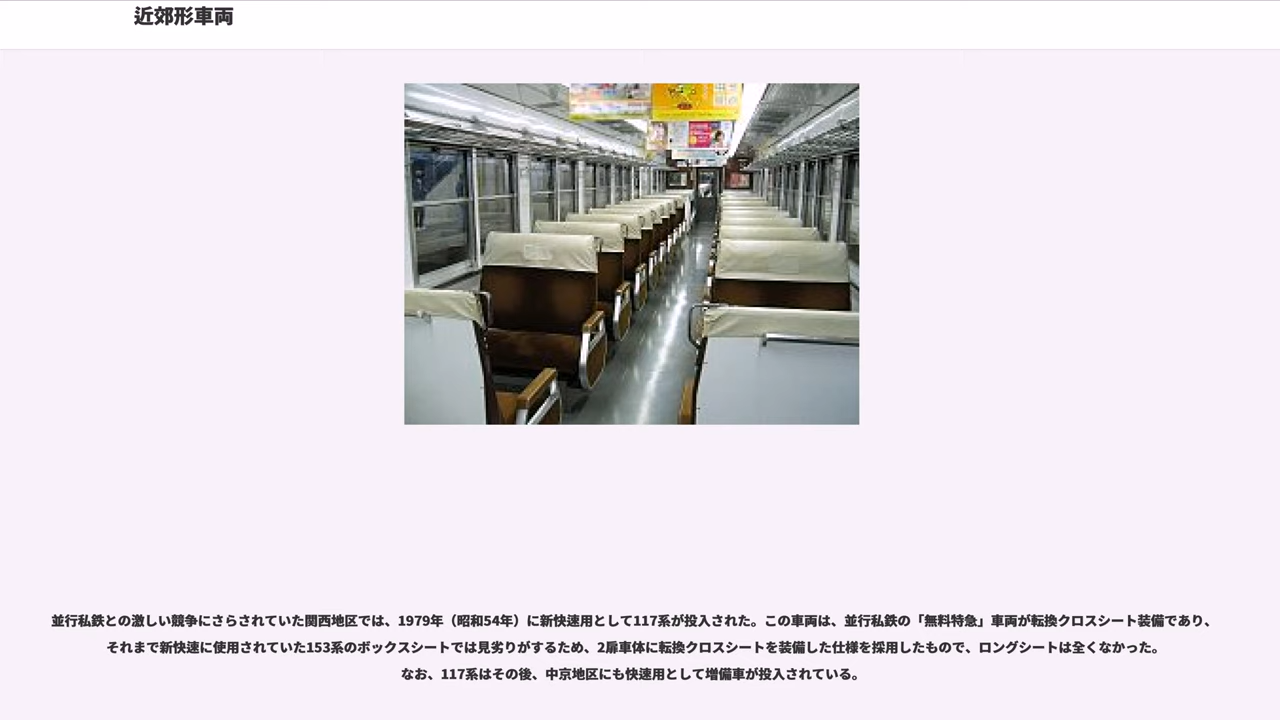 近郊形車両
並行私鉄との激しい競争にさらされていた関西地区では、1979年（昭和54年）に新快速用として117系が投入された。この車両は、並行私鉄の「無料特急」車両が転換クロスシート装備であり、
それまで新快速に使用されていた153系のボックスシートでは見劣りがするため、2扉車体に転換クロスシートを装備した仕様を採用したもので、ロングシートは全くなかった。
なお、117系はその後、中京地区にも快速用として増備車が投入されている。